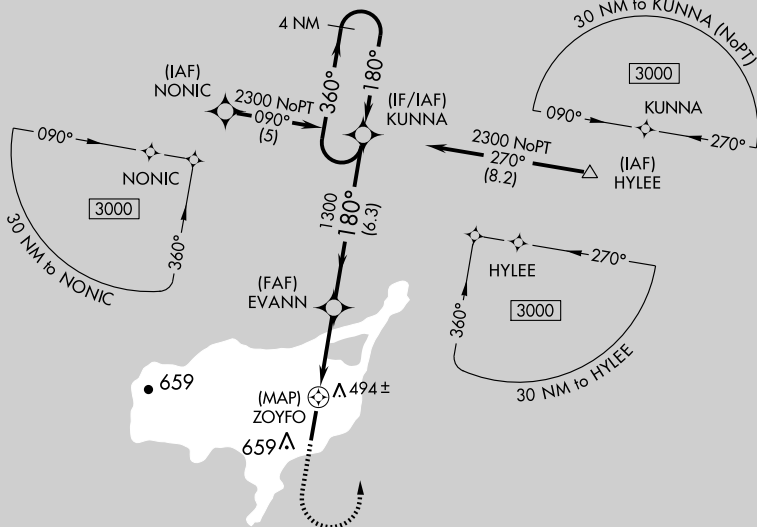 4 NM
30 NM to KUNNA (NoPT)
3000
090°
KUNNA
270°
(IAF)
NONIC
2300 NoPT
090°
(5)
360°
180°
(IF/IAF)
KUNNA
2300 NoPT
270°
(8.2)
(IAF)
HYLEE
090°
NONIC
3000
360°
30 NM to NONIC
1300
180°
(6.3)
HYLEE
270°
3000
360°
30 NM to HYLEE
(FAF)
EVANN
659
(MAP)
ZOYFO
494±
659